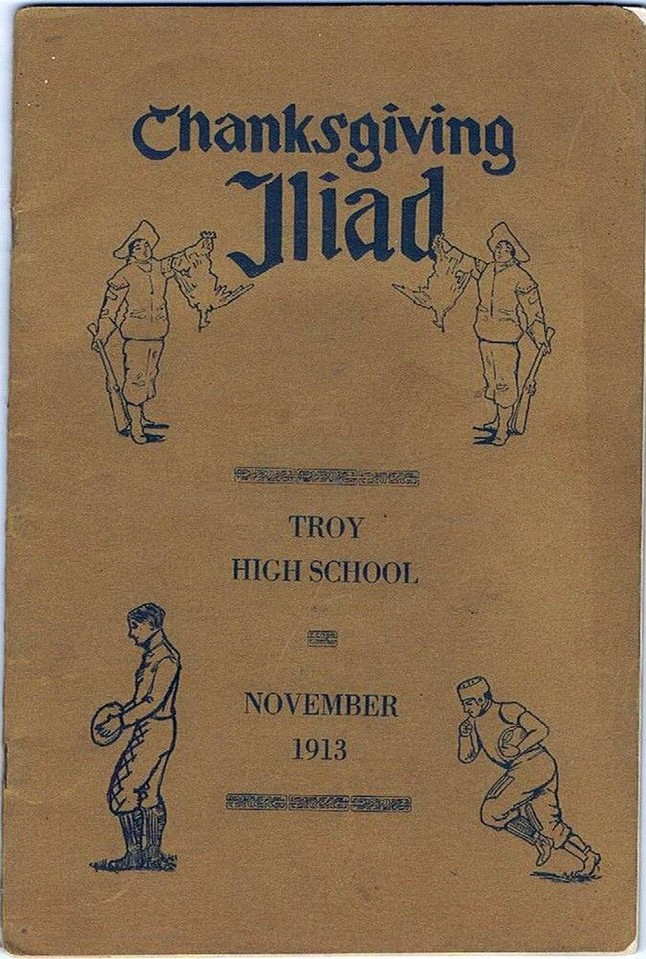 Thanksgiving
Iliad
TROY
HIGH SCHOOL
NOVEMBER
1913